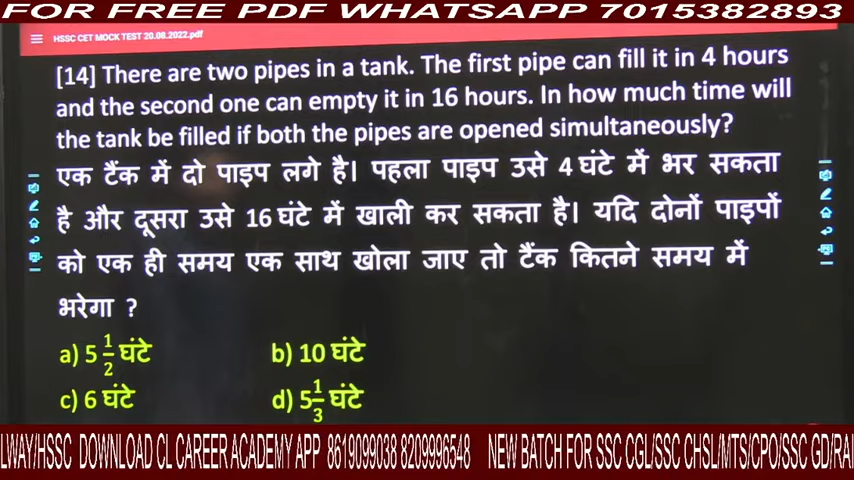 FOR FREE PDF WHATSAPP 7015382893
HSSC CET MOCK TEST 20.08.2022.pdf
[14] There are two pipes in a tank. The first pipe can fill it in 4 hours
and the second one can empty it in 16 hours. In how much time will
the tank be filled if both the pipes are opened simultaneously?
एक टैंक में दो पाइप लगे है। पहला पाइप उसे 4 घंटे में भर सकता
है और दूसरा उसे 16 घंटे में खाली कर सकता है। यदि दोनों पाइपों
को एक ही समय एक साथ खोला जाए तो टैंक कितने समय में
भरेगा ?
a) 5 1/2 घंटे b) 10 घंटे
c) 6 घंटे d) 5 1/3 घंटे
LWAY/HSSC DOWNLOAD CL CAREER ACADEMY APP 8619099038 8209996548 NEW BATCH FOR SSC CGL/SSC CHSL/MTS/CPO/SSC GD/RAI